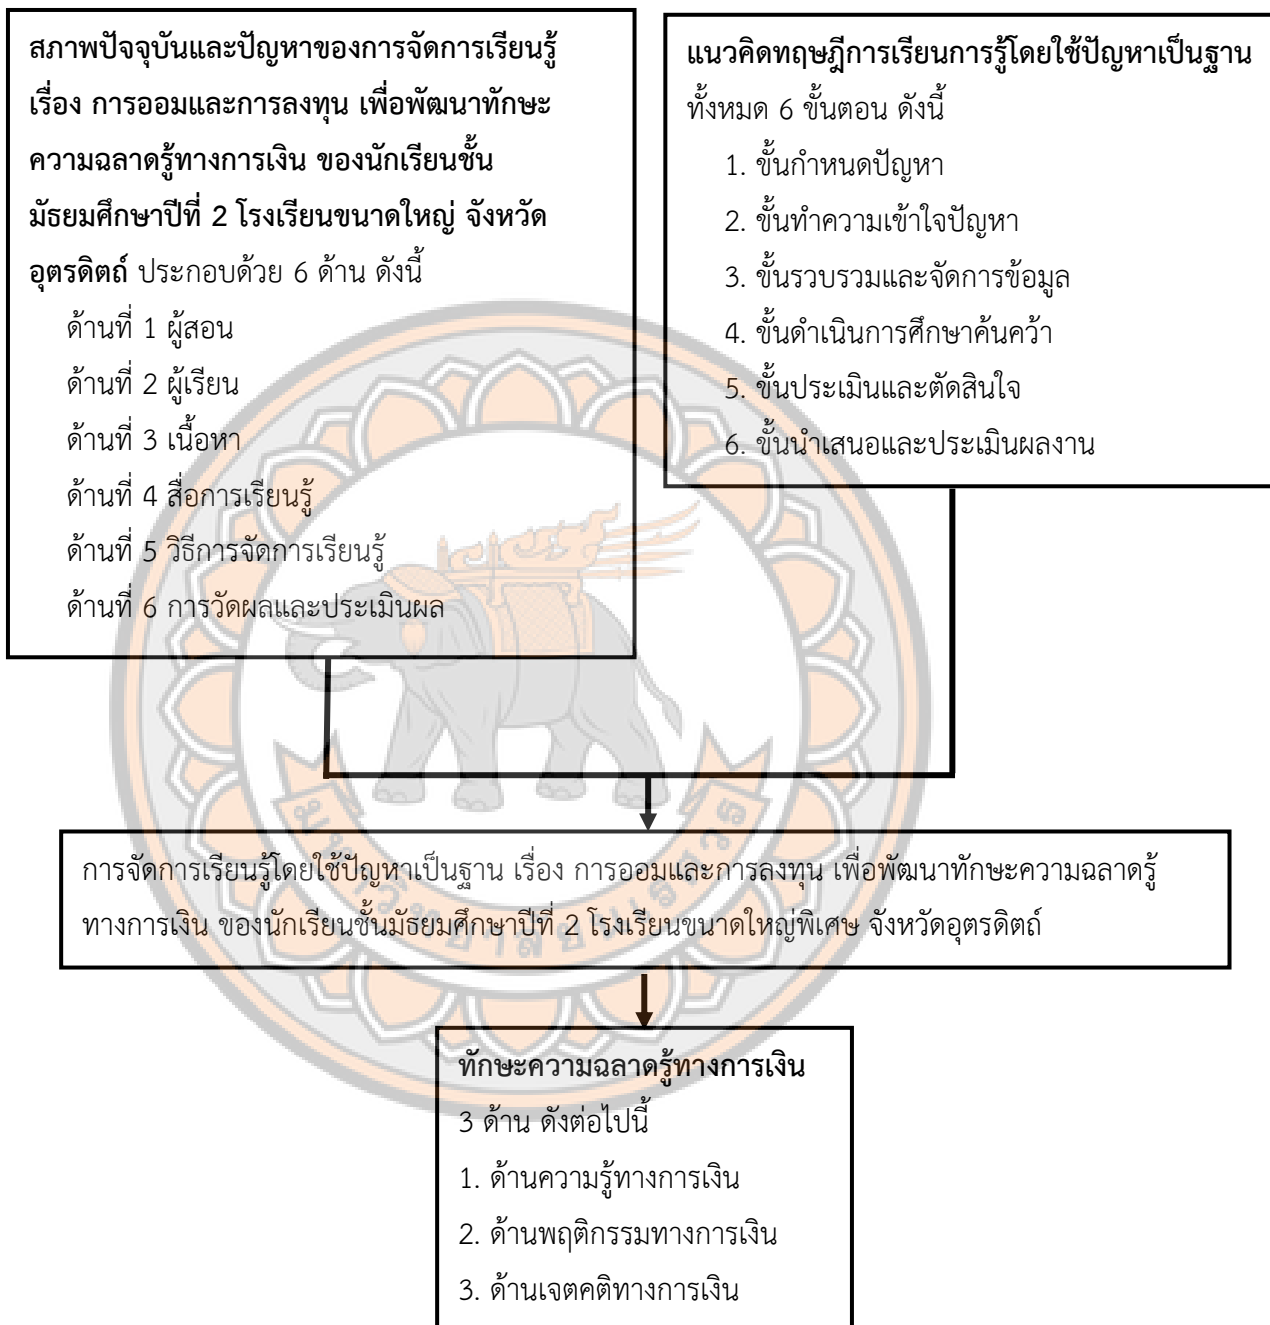 สภาพปัจจุบันและปัญหาของการจัดการเรียนรู้
เรื่อง การออมและการลงทุน เพื่อพัฒนาทักษะ
ความฉลาดรู้ทางการเงิน ของนักเรียนชั้น
มัธยมศึกษาปีที่ 2 โรงเรียนขนาดใหญ่ จังหวัด
อุตรดิตถ์ ประกอบด้วย 6 ด้าน ดังนี้
ด้านที่ 1 ผู้สอน
ด้านที่ 2 ผู้เรียน
ด้านที่ 3 เนื้อหา
ด้านที่ 4 สื่อการเรียนรู้
ด้านที่ 5 วิธีการจัดการเรียนรู้
ด้านที่ 6 การวัดผลและประเมินผล
แนวคิดทฤษฎีการเรียนการรู้โดยใช้ปัญหาเป็นฐาน
ทั้งหมด 6 ขั้นตอน ดังนี้
1. ขั้นกำหนดปัญหา
2. ขั้นทำความเข้าใจปัญหา
3. ขั้นรวบรวมและจัดการข้อมูล
4. ขั้นดำเนินการศึกษาค้นคว้า
5. ขั้นประเมินและตัดสินใจ
6. ขั้นนำเสนอและประเมินผลงาน
การจัดการเรียนรู้โดยใช้ปัญหาเป็นฐาน เรื่อง การออมและการลงทุน เพื่อพัฒนาทักษะความฉลาดรู้
ทางการเงิน ของนักเรียนชั้นมัธยมศึกษาปีที่ 2 โรงเรียนขนาดใหญ่พิเศษ จังหวัดอุตรดิตถ์
มหาวิทยาลัยนเรศวร
ทักษะความฉลาดรู้ทางการเงิน
3 ด้าน ดังต่อไปนี้
1. ด้านความรู้ทางการเงิน
2. ด้านพฤติกรรมทางการเงิน
3. ด้านเจตคติทางการเงิน